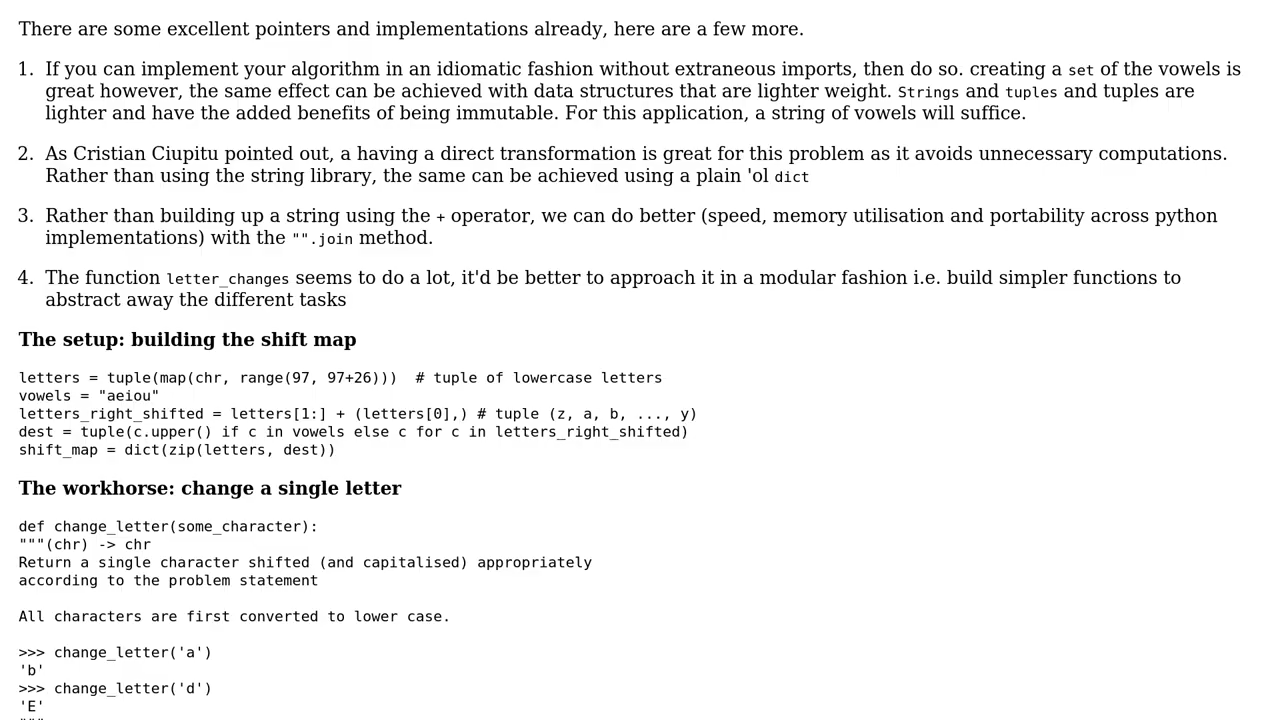 There are some excellent pointers and implementations already, here are a few more.
1. If you can implement your algorithm in an idiomatic fashion without extraneous imports, then do so. creating a set of the vowels is
great however, the same effect can be achieved with data structures that are lighter weight. Strings and tuples and tuples are
lighter and have the added benefits of being immutable. For this application, a string of vowels will suffice.
2. As Cristian Ciupitu pointed out, a having a direct transformation is great for this problem as it avoids unnecessary computations.
Rather than using the string library, the same can be achieved using a plain 'ol dict
3. Rather than building up a string using the + operator, we can do better (speed, memory utilisation and portability across python
implementations) with the "".join method.
4. The function letter_changes seems to do a lot, it'd be better to approach it in a modular fashion i.e. build simpler functions to
abstract away the different tasks
The setup: building the shift map
letters = tuple(map(chr, range(97, 97+26)))  # tuple of lowercase letters
vowels = "aeiou"
letters_right_shifted = letters[1:] + (letters[0],) # tuple (z, a, b, ..., y)
dest = tuple(c.upper() if c in vowels else c for c in letters_right_shifted)
shift_map = dict(zip(letters, dest))
The workhorse: change a single letter
def change_letter(some_character):
"""(chr) -> chr
Return a single character shifted (and capitalised) appropriately
according to the problem statement
All characters are first converted to lower case.
>>> change_letter('a')
'b'
>>> change_letter('d')
'E'
"""